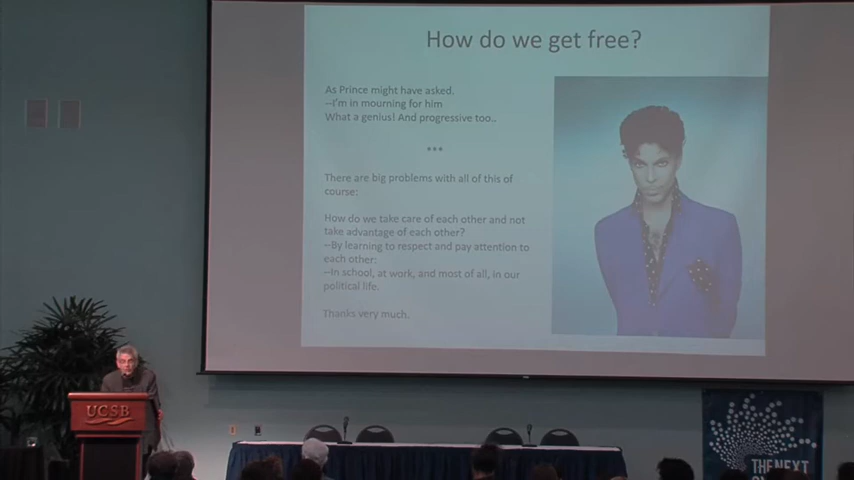 How do we get free?
As Prince might have asked.
--I'm in mourning for him
What a genius! And progressive too..
***
There are big problems with all of this of
course:
How do we take care of each other and not
take advantage of each other?
--By learning to respect and pay attention to
each other:
--In school, at work, and most of all, in our
political life.
Thanks very much.
UCSB
THE NEXT